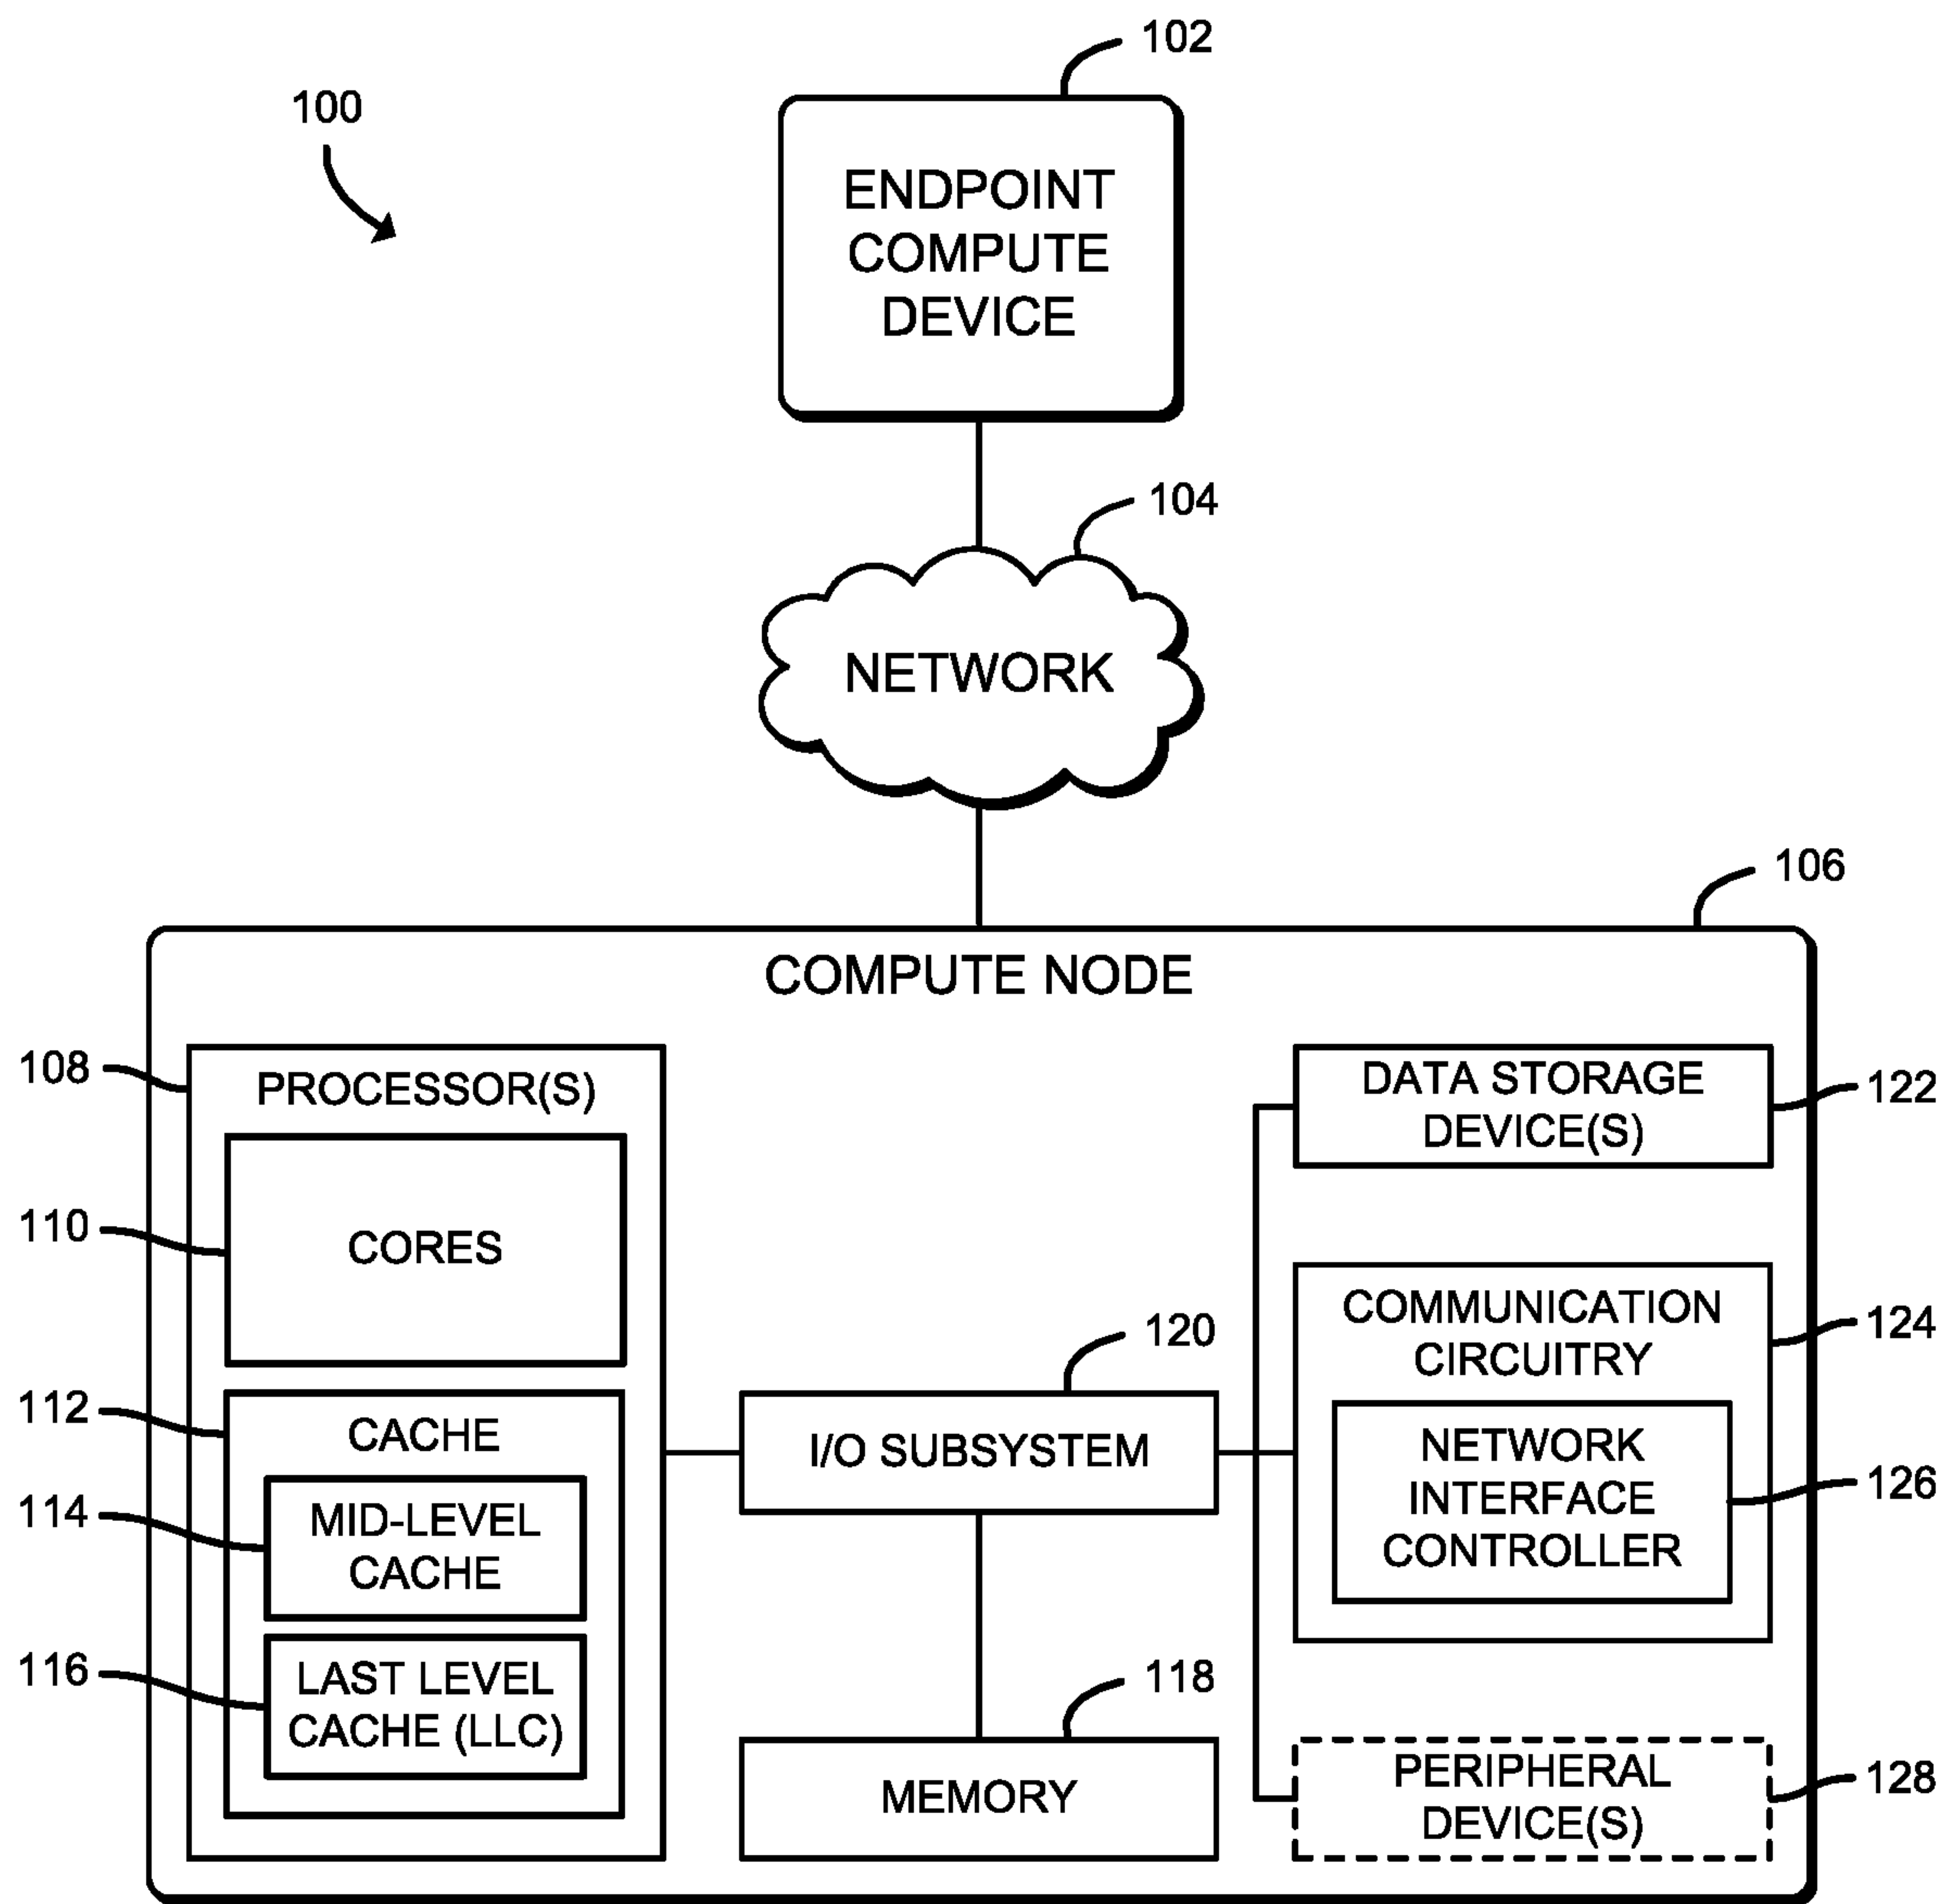 102
100
ENDPOINT
COMPUTE
DEVICE
104
NETWORK
106
COMPUTE NODE
108
PROCESSOR(S)
110
CORES
112
CACHE
114
MID-LEVEL
CACHE
116
LAST LEVEL
CACHE (LLC)
120
I/O SUBSYSTEM
118
MEMORY
DATA STORAGE
DEVICE(S)
122
COMMUNICATION
CIRCUITRY
124
NETWORK
INTERFACE
CONTROLLER
126
PERIPHERAL
DEVICE(S)
128